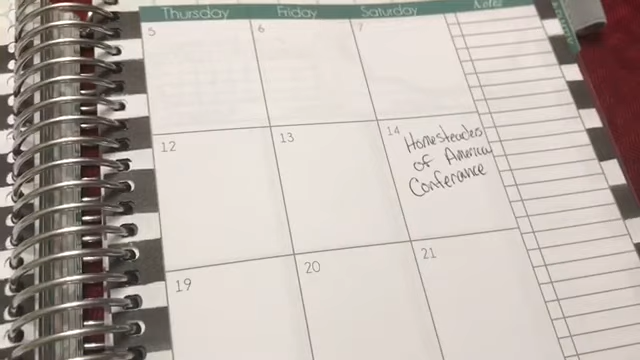 Thursday Friday Saturday Notes
5 6 7
12 13 14
Homesteaders
of America
Conferance
19 20 21